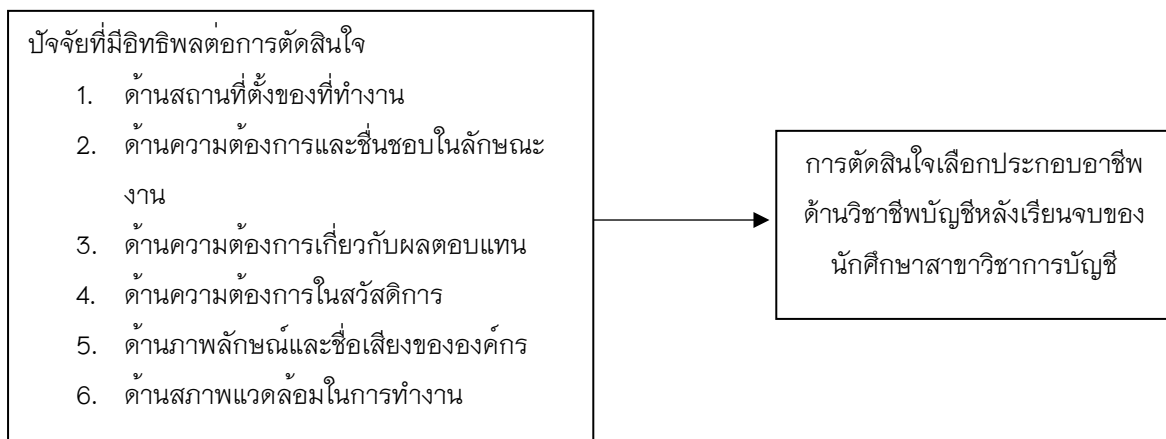 ปัจจัยที่มีอิทธิพลต่อการตัดสินใจ
1. ด้านสถานที่ตั้งของที่ทำงาน
2. ด้านความต้องการและชื่นชอบในลักษณะ
งาน
3. ด้านความต้องการเกี่ยวกับผลตอบแทน
4. ด้านความต้องการในสวัสดิการ
5. ด้านภาพลักษณ์และชื่อเสียงขององค์กร
6. ด้านสภาพแวดล้อมในการทำงาน
การตัดสินใจเลือกประกอบอาชีพ
ด้านวิชาชีพบัญชีหลังเรียนจบของ
นักศึกษาสาขาวิชาการบัญชี